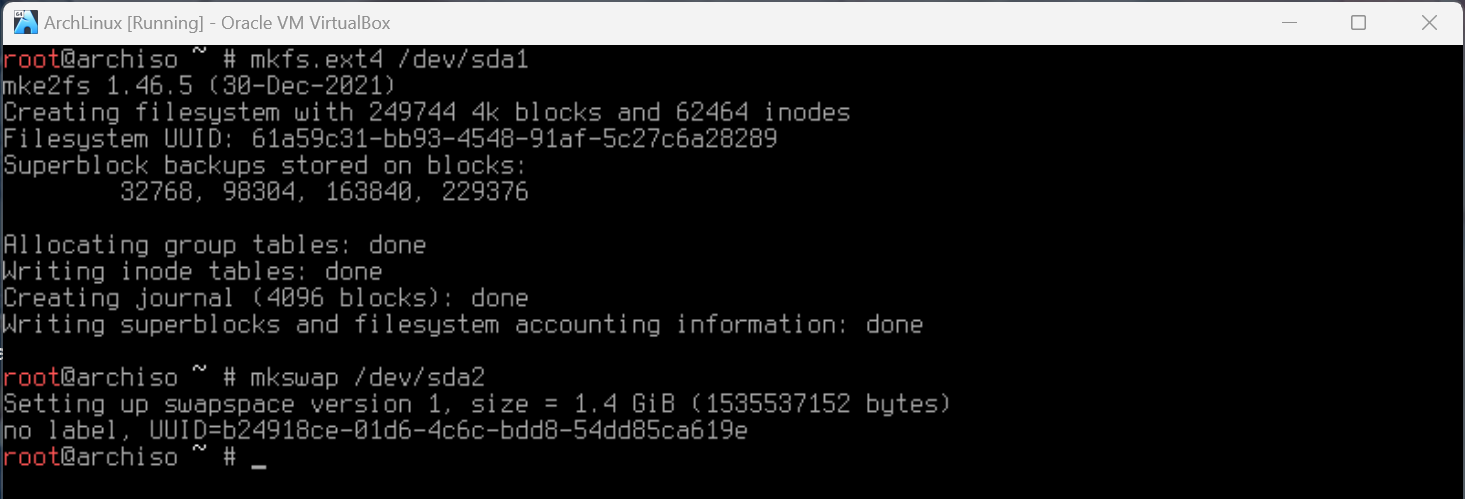 64
ArchLinux [Running] - Oracle VM VirtualBox
root@archiso ~ # mkfs.ext4 /dev/sda1
mke2fs 1.46.5 (30-Dec-2021)
Creating filesystem with 249744 4k blocks and 62464 inodes
Filesystem UUID: 61a59c31-bb93-4548-91af-5c27c6a28289
Superblock backups stored on blocks:
        32768, 98304, 163840, 229376
Allocating group tables: done
Writing inode tables: done
Creating journal (4096 blocks): done
Writing superblocks and filesystem accounting information: done
root@archiso ~ # mkswap /dev/sda2
Setting up swapspace version 1, size = 1.4 GiB (1535537152 bytes)
no label, UUID=b24918ce-01d6-4c6c-bdd8-54dd85ca619e
root@archiso ~ # _